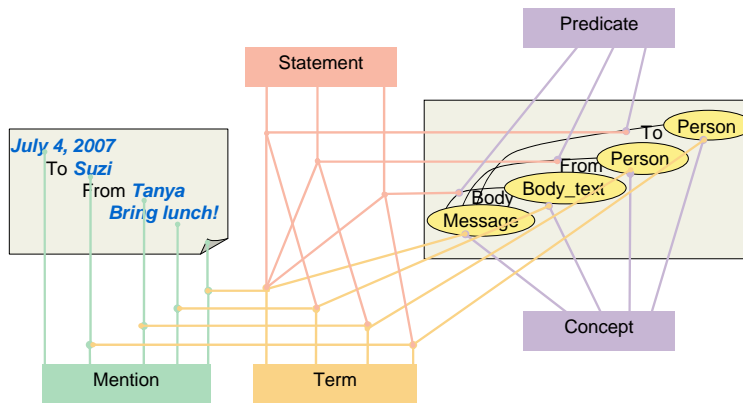 Predicate
Statement
July 4, 2007
To Suzi
From Tanya
Bring lunch!
Person
To
Person
From
Body_text
Body
Message
Concept
Mention
Term